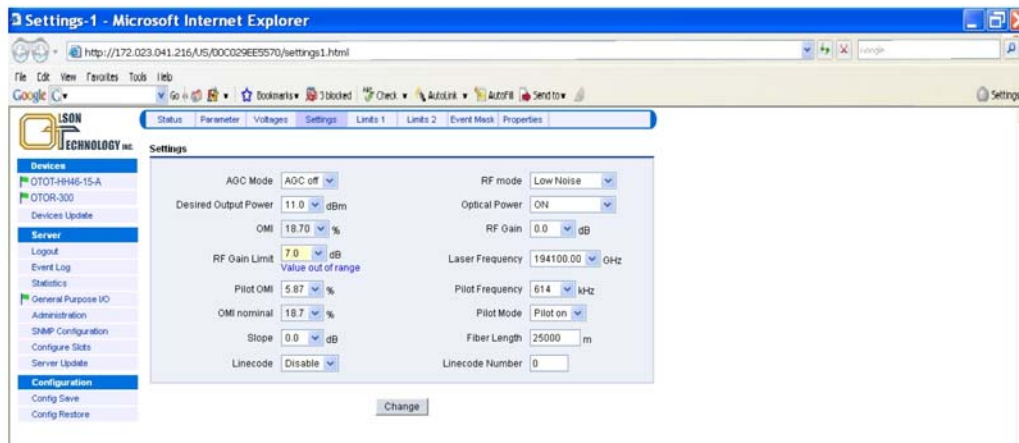 Settings-1 - Microsoft Internet Explorer
http://172.023.041.216/US/00C029EE5570/settings1.html
Google
File Edit View Favorites Tools Help
Google Go Bookmarks 3 blocked Check AutoLink AutoFill Send to Settings
OLSON TECHNOLOGY INC.
Status Parameter Voltages Settings Limits 1 Limits 2 Event Mask Properties
Settings
Devices
OTOT-HH46-15-A
OTOR-300
Devices Update
Server
Logout
Event Log
Statistics
General Purpose I/O
Administration
SNMP Configuration
Configure Slots
Server Update
Configuration
Config Save
Config Restore
AGC Mode AGC off
RF mode Low Noise
Desired Output Power 11.0 dBm
Optical Power ON
OMI 18.70 %
RF Gain 0.0 dB
RF Gain Limit 7.0 dB
Value out of range
Laser Frequency 194100.00 GHz
Pilot OMI 5.87 %
Pilot Frequency 614 kHz
OMI nominal 18.7 %
Pilot Mode Pilot on
Slope 0.0 dB
Fiber Length 25000 m
Linecode Disable
Linecode Number 0
Change